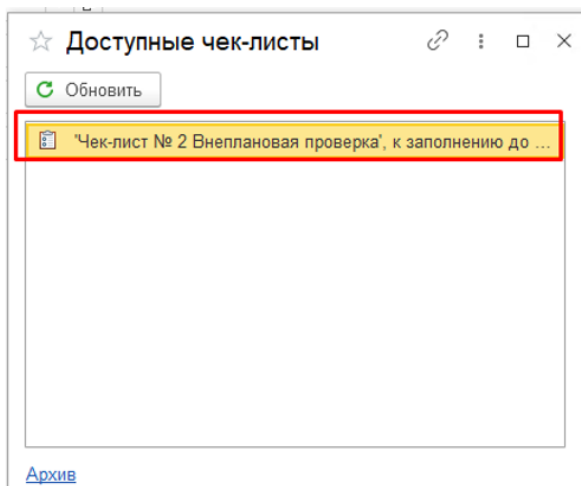 Доступные чек-листы
Обновить
'Чек-лист № 2 Внеплановая проверка', к заполнению до ...
Архив